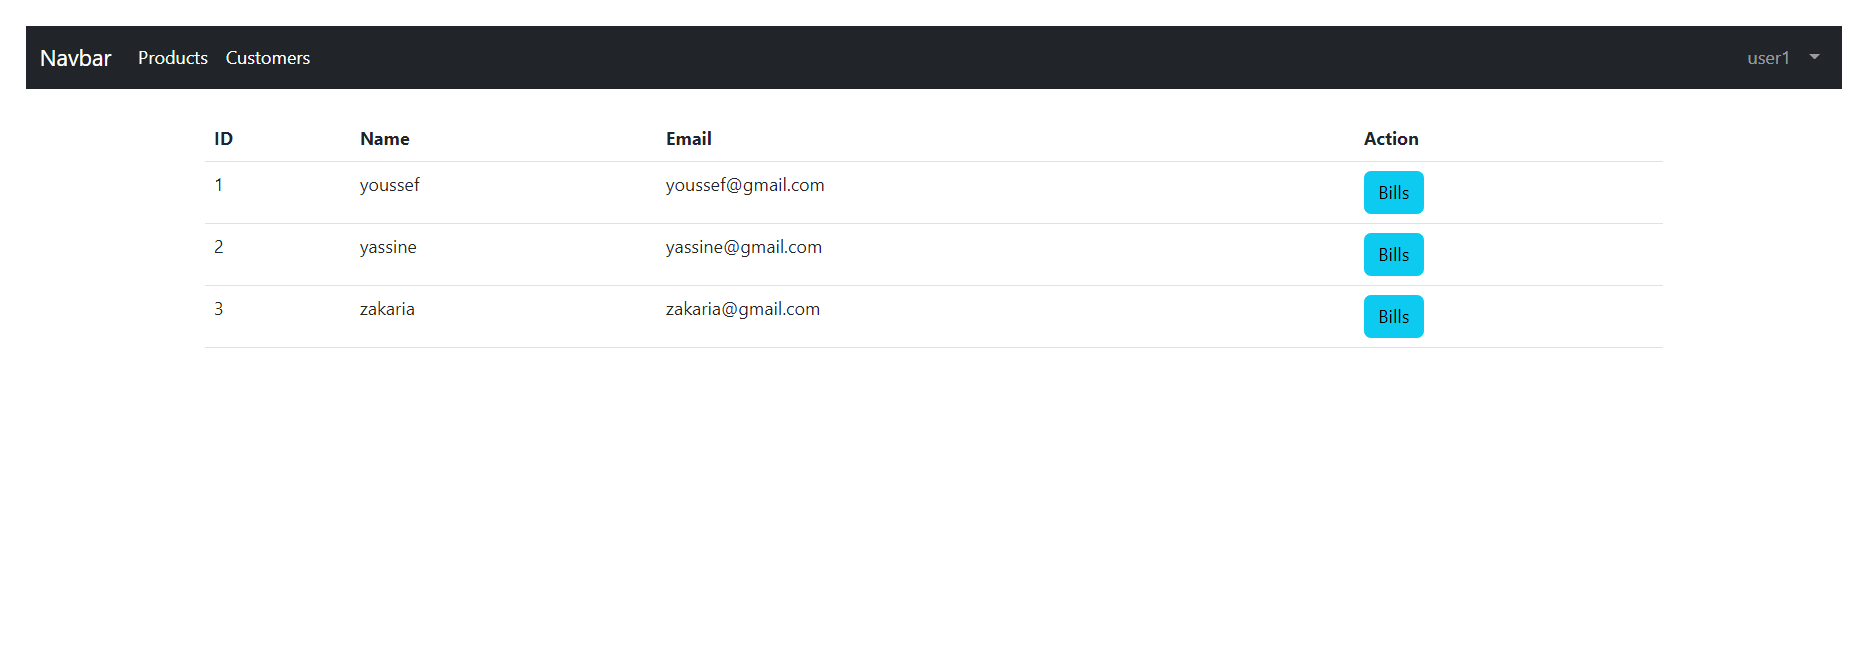 Navbar Products Customers user1
ID Name Email Action
1 youssef youssef@gmail.com Bills
2 yassine yassine@gmail.com Bills
3 zakaria zakaria@gmail.com Bills